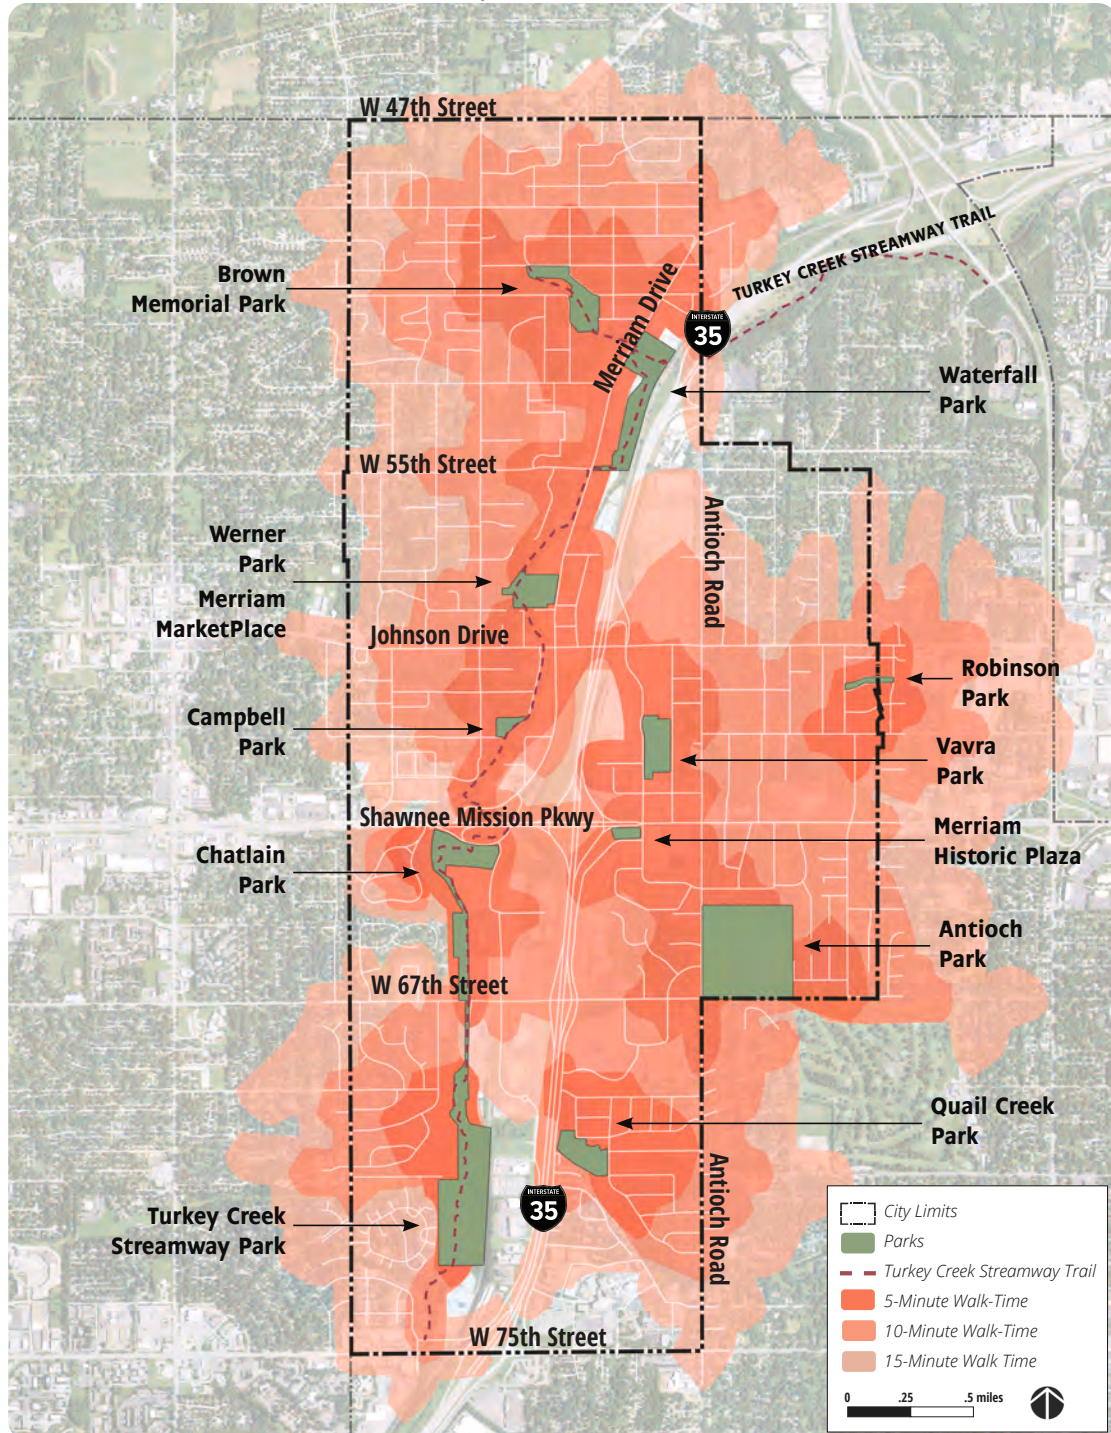 W 47th Street
TURKEY CREEK STREAMWAY TRAIL
Brown
Memorial Park
Merriam Drive
INTERSTATE
35
Waterfall
Park
W 55th Street
Antioch Road
Werner
Park
Merriam
MarketPlace
Johnson Drive
Robinson
Park
Campbell
Park
Vavra
Park
Shawnee Mission Pkwy
Merriam
Historic Plaza
Chatlain
Park
Antioch
Park
W 67th Street
Quail Creek
Park
Antioch Road
INTERSTATE
35
Turkey Creek
Streamway Park
W 75th Street
City Limits
Parks
Turkey Creek Streamway Trail
5-Minute Walk-Time
10-Minute Walk-Time
15-Minute Walk Time
0 .25 .5 miles